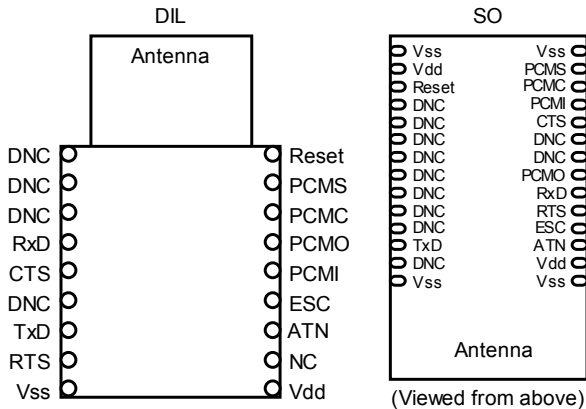 DIL
Antenna
DNC Reset
DNC PCMS
DNC PCMC
RxD PCMO
CTS PCMI
DNC ESC
TxD ATN
RTS NC
Vss Vdd
SO
Vss Vss
Vdd PCMS
Reset PCMC
DNC PCMI
DNC CTS
DNC DNC
DNC DNC
DNC PCMO
DNC RxD
DNC RTS
DNC ESC
TxD ATN
DNC Vdd
Vss Vss
Antenna
(Viewed from above)